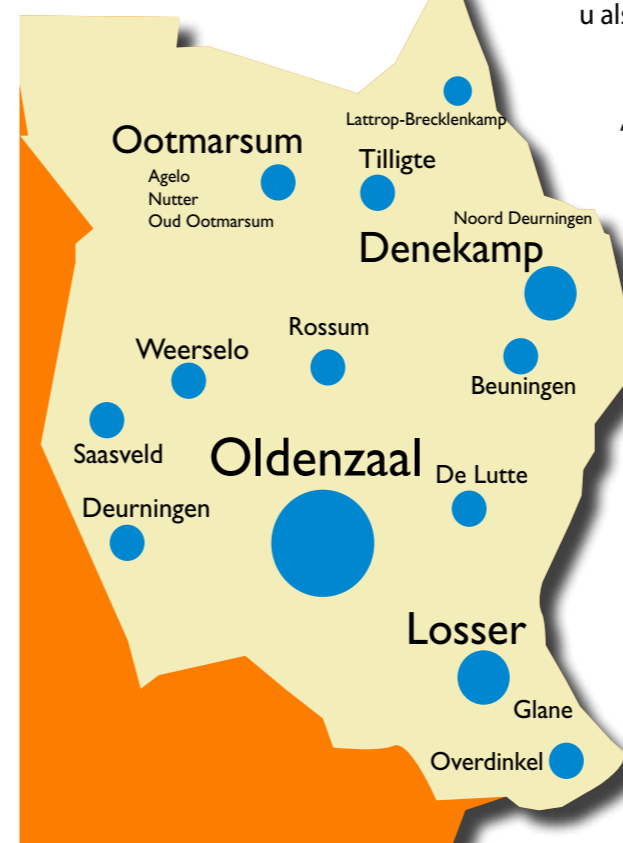 u als
Lattrop-Brecklenkamp
Ootmarsum
Tilligte
Agelo
Nutter
Oud Ootmarsum
Noord Deurningen
Denekamp
Rossum
Weerselo
Beuningen
Saasveld
Oldenzaal
De Lutte
Deurningen
Losser
Glane
Overdinkel